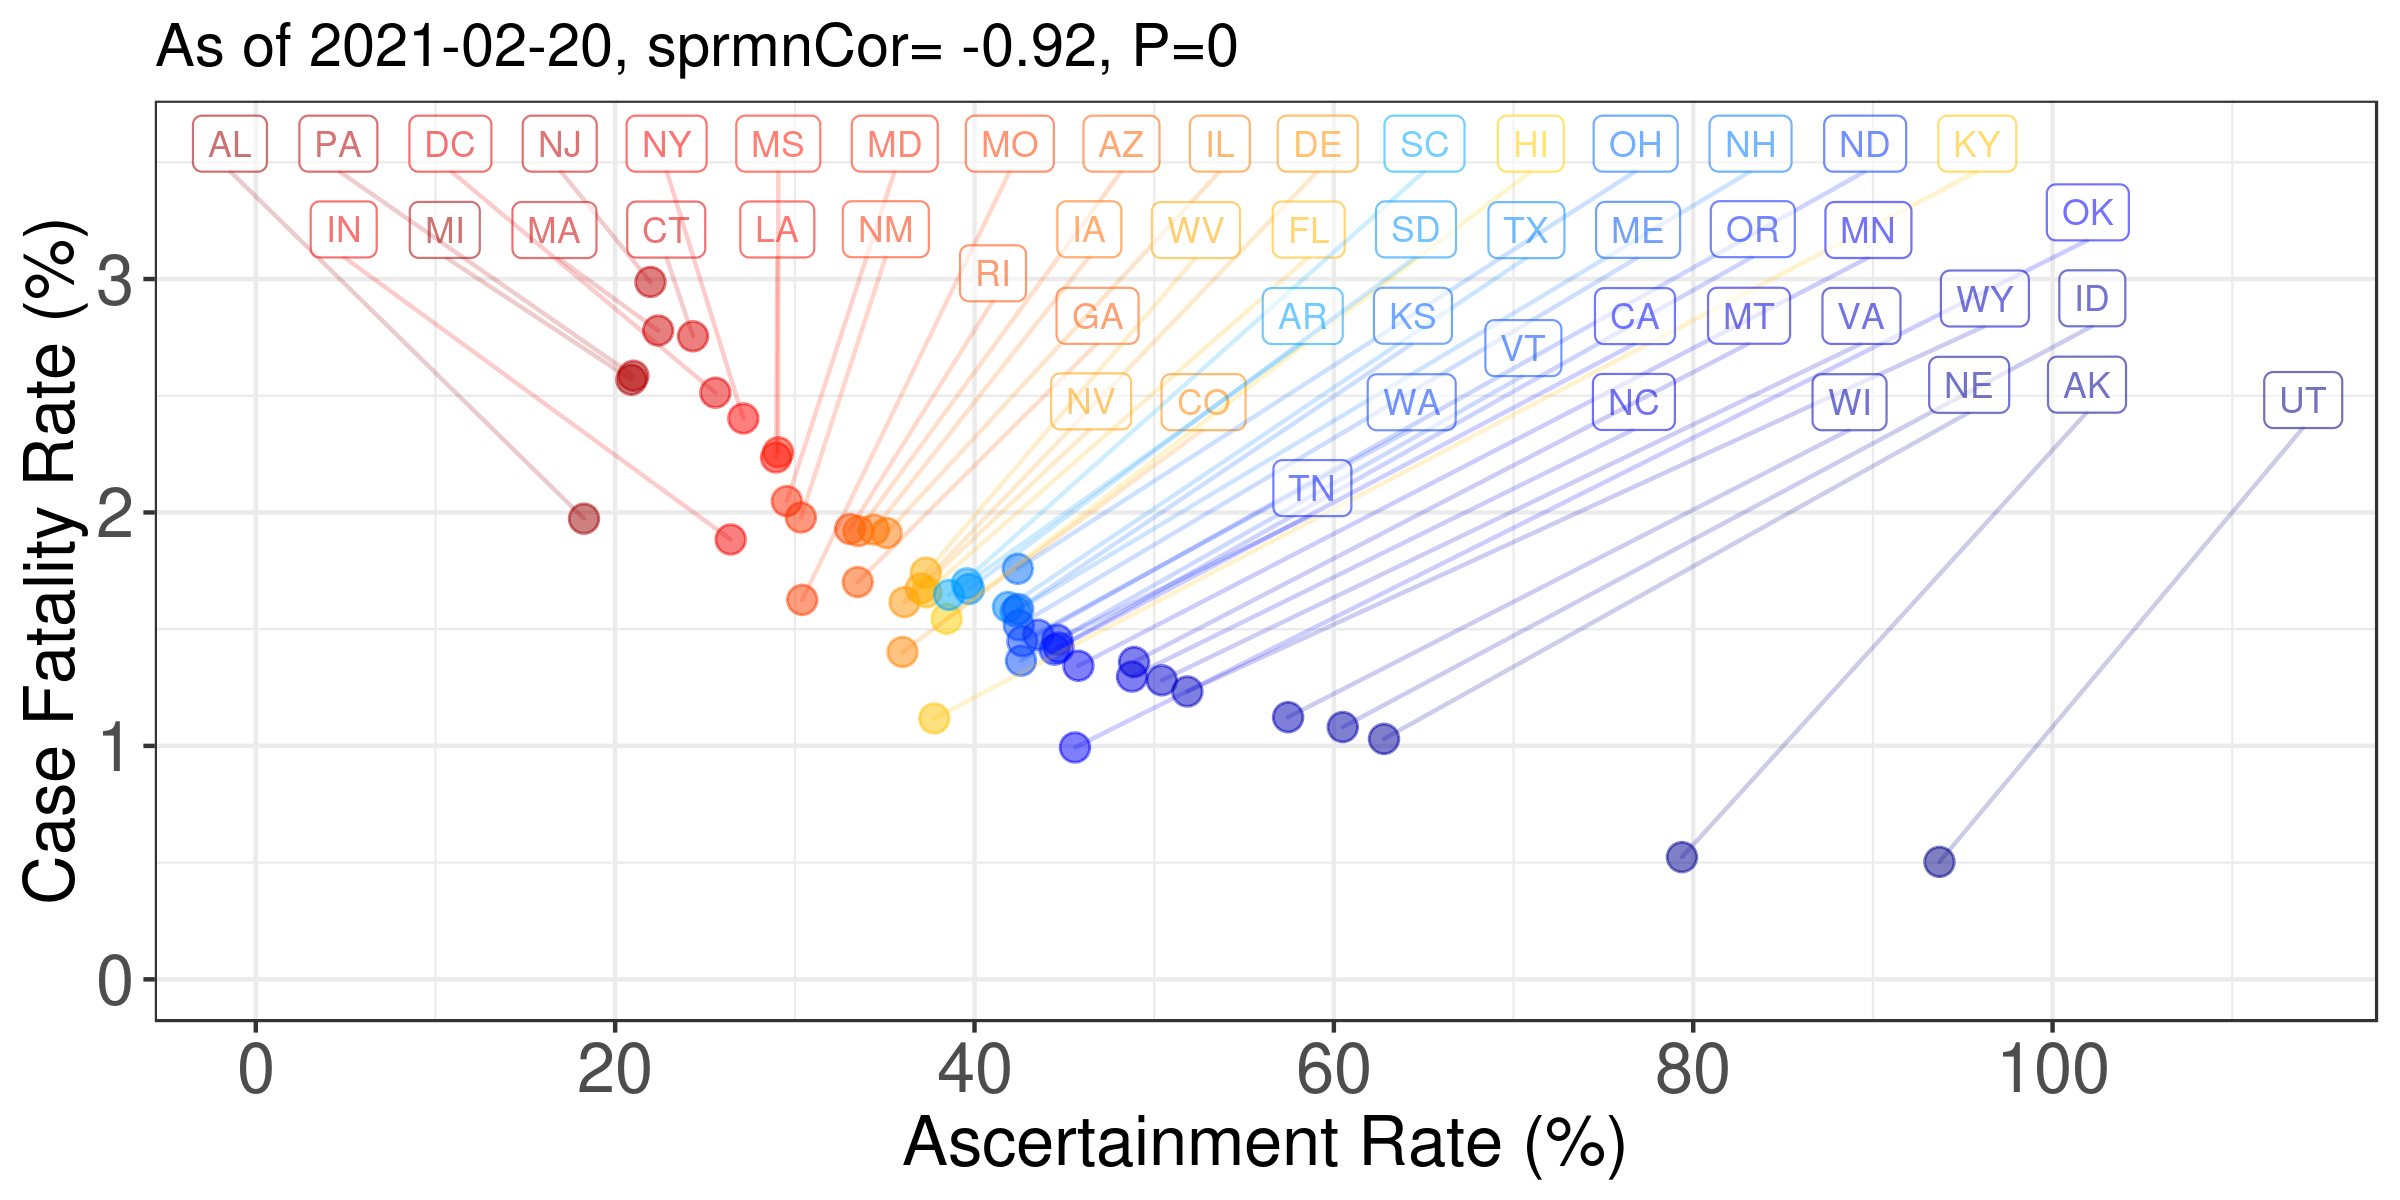 As of 2021-02-20, sprmnCor= -0.92, P=0
AL PA DC NJ NY MS MD MO AZ IL DE SC HI OH NH ND KY
OK
IN MI MA CT LA NM IA WV FL SD TX ME OR MN
RI
WY ID
GA AR KS CA MT VA
VT
NE AK
NV CO WA NC WI UT
TN
Case Fatality Rate (%)
3
2
1
0
0 20 40 60 80 100
Ascertainment Rate (%)